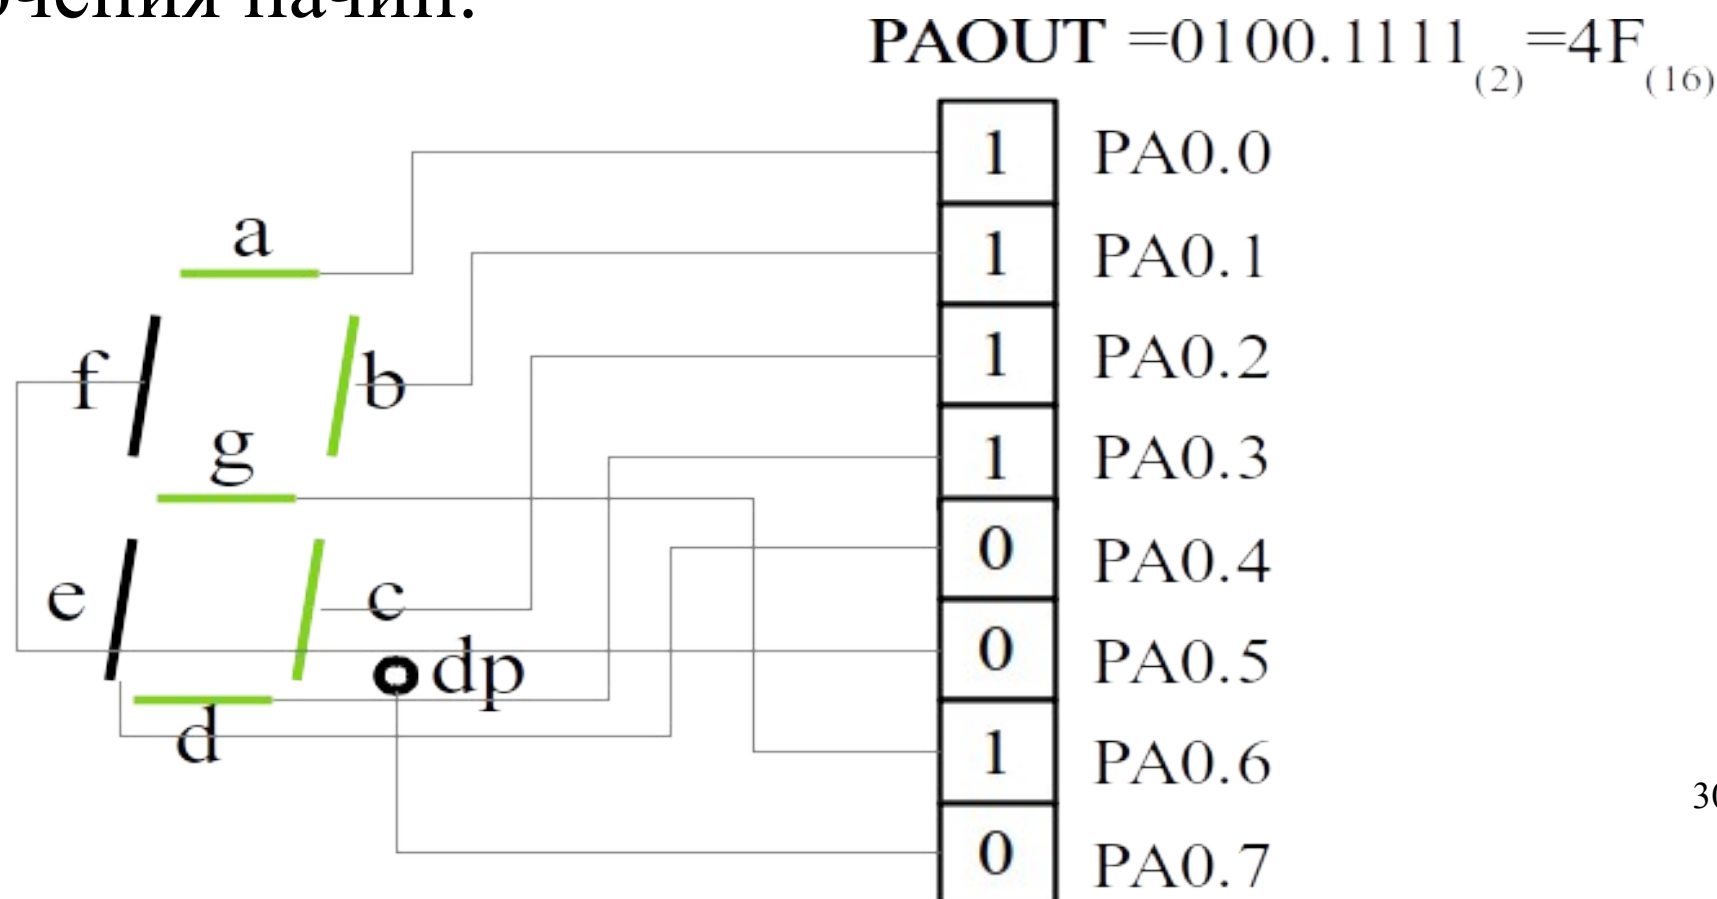 начин.
PAOUT =0100.1111(2)=4F(16)
1 PA0.0
a
1 PA0.1
1 PA0.2
f b
g
1 PA0.3
0 PA0.4
e c
0 PA0.5
dp
d
1 PA0.6
0 PA0.7